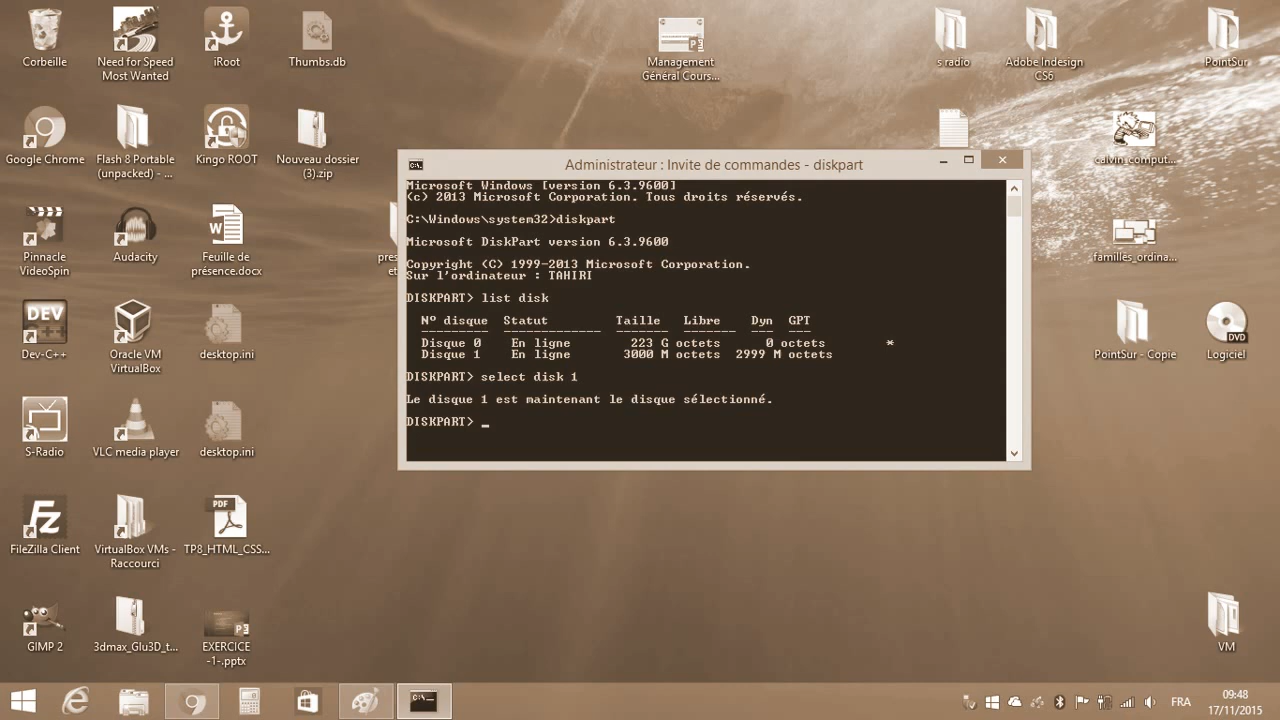 Corbeille
Need for Speed
Most Wanted
iRoot
Thumbs.db
Management
Général Cours...
s radio
Adobe Indesign
CS6
PointSur
Google Chrome
Flash 8 Portable
(unpacked) - ...
Kingo ROOT
Nouveau dossier
(3).zip
calvin_comput...
Administrateur : Invite de commandes - diskpart
Microsoft Windows [version 6.3.9600]
(c) 2013 Microsoft Corporation. Tous droits réservés.
C:\Windows\system32>diskpart
Microsoft DiskPart version 6.3.9600
Copyright (C) 1999-2013 Microsoft Corporation.
Sur l'ordinateur : TAHIRI
DISKPART> list disk
N° disque Statut Taille Libre Dyn GPT
--------- ------------- ------- ------- --- ---
Disque 0 En ligne 223 G octets 0 octets *
Disque 1 En ligne 3000 M octets 2999 M octets
DISKPART> select disk 1
Le disque 1 est maintenant le disque sélectionné.
DISKPART> _
Pinnacle
VideoSpin
Audacity
Feuille de
présence.docx
pres
et
familles_ordina...
DEV
C++
Dev-C++
Oracle VM
VirtualBox
desktop.ini
PointSur - Copie
DVD
Logiciel
S-Radio
VLC media player
desktop.ini
FileZilla Client
VirtualBox VMs -
Raccourci
PDF
TP8_HTML_CSS...
GIMP 2
3dmax_Glu3D_t...
EXERCICE
-1-.pptx
VM
FRA
09:48
17/11/2015